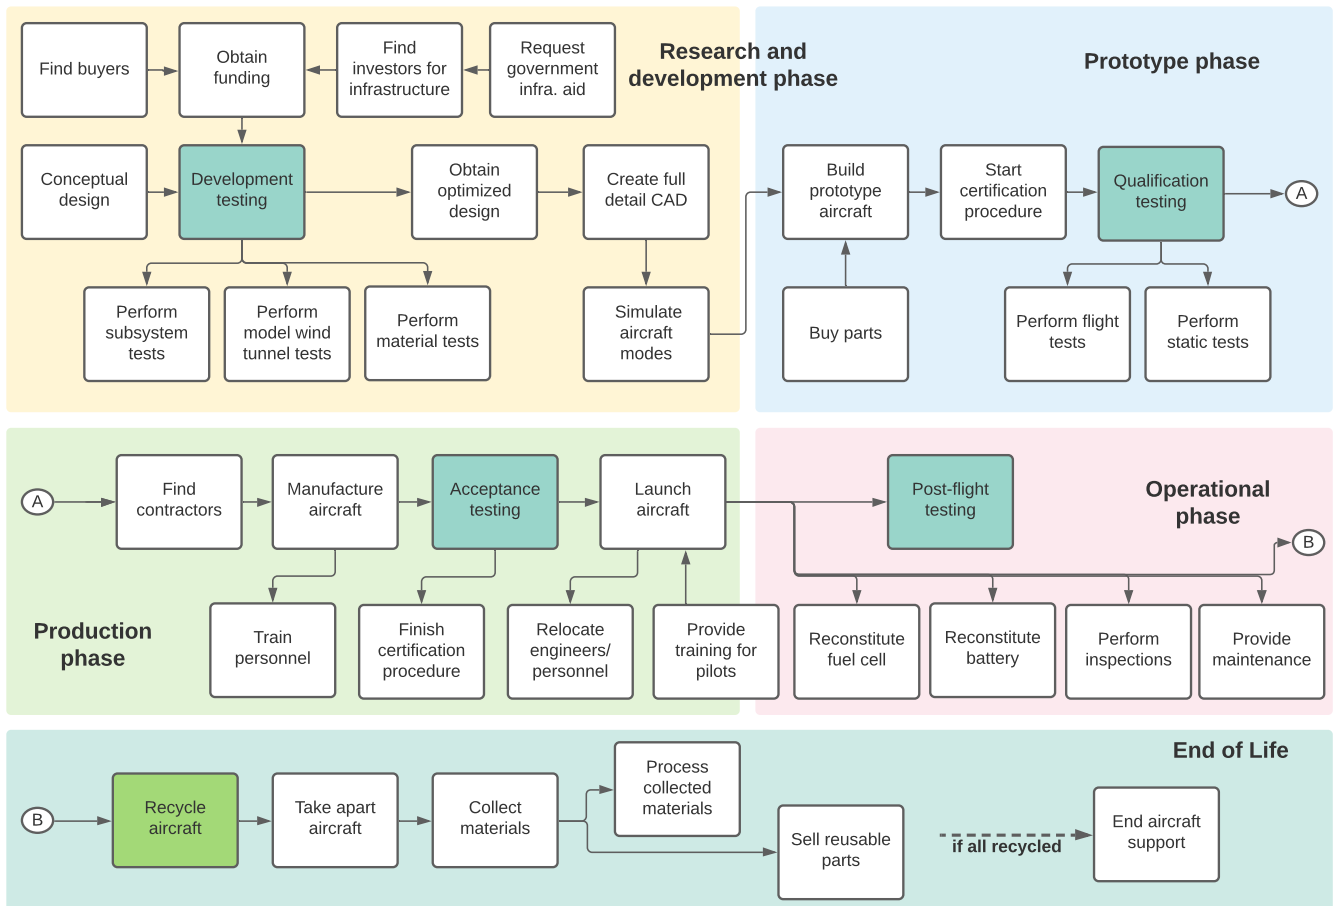 Find buyers
Obtain
funding
Find
investors for
infrastructure
Request
government
infra. aid
Research and
development phase
Conceptual
design
Development
testing
Obtain
optimized
design
Create full
detail CAD
Perform
subsystem
tests
Perform
model wind
tunnel tests
Perform
material tests
Simulate
aircraft
modes
Prototype phase
Build
prototype
aircraft
Start
certification
procedure
Qualification
testing
A
Buy parts
Perform flight
tests
Perform
static tests
A
Find
contractors
Manufacture
aircraft
Acceptance
testing
Launch
aircraft
Production
phase
Train
personnel
Finish
certification
procedure
Relocate
engineers/
personnel
Provide
training for
pilots
Post-flight
testing
Operational
phase
B
Reconstitute
fuel cell
Reconstitute
battery
Perform
inspections
Provide
maintenance
End of Life
B
Recycle
aircraft
Take apart
aircraft
Collect
materials
Process
collected
materials
Sell reusable
parts
if all recycled
End aircraft
support